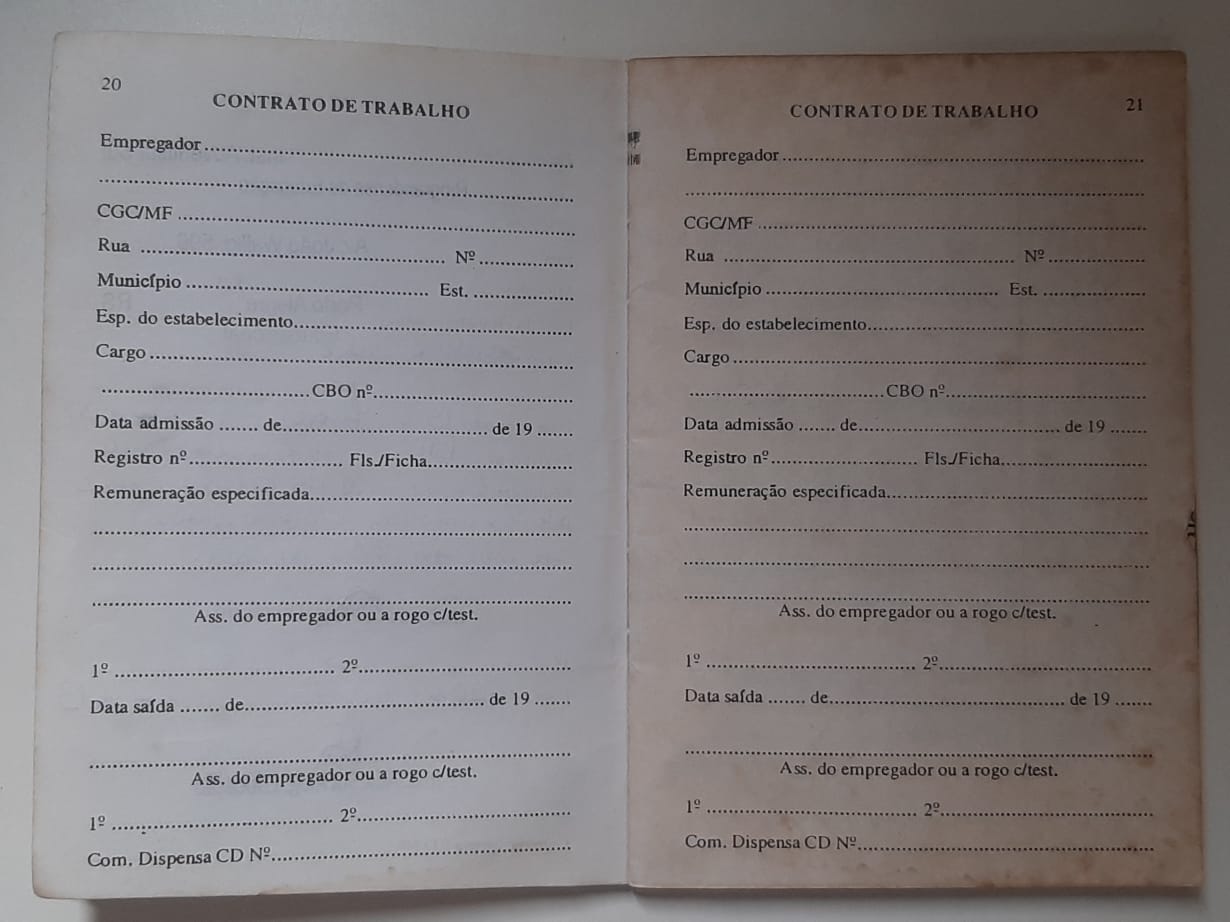 20
CONTRATO DE TRABALHO
Empregador
CGC/MF
Rua Nº
Município Est.
Esp. do estabelecimento
Cargo
CBO nº
Data admissão de de 19
Registro nº Fls./Ficha
Remuneração especificada
Ass. do empregador ou a rogo c/test.
1º 2º
Data saída de de 19
Ass. do empregador ou a rogo c/test.
1º 2º
Com. Dispensa CD Nº
CONTRATO DE TRABALHO 21
Empregador
CGC/MF
Rua Nº
Município Est.
Esp. do estabelecimento
Cargo
CBO nº
Data admissão de de 19
Registro nº Fls./Ficha
Remuneração especificada
Ass. do empregador ou a rogo c/test.
1º 2º
Data saída de de 19
Ass. do empregador ou a rogo c/test.
1º 2º
Com. Dispensa CD Nº